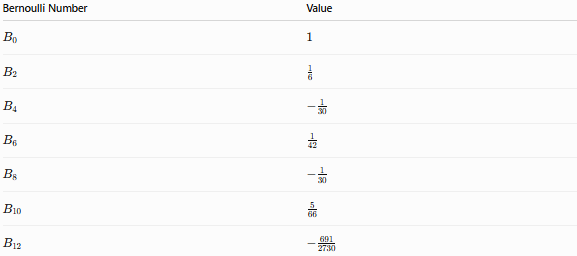 Bernoulli Number Value
B₀ 1
B₂ 1/6
B₄ −1/30
B₆ 1/42
B₈ −1/30
B₁₀ 5/66
B₁₂ −691/2730